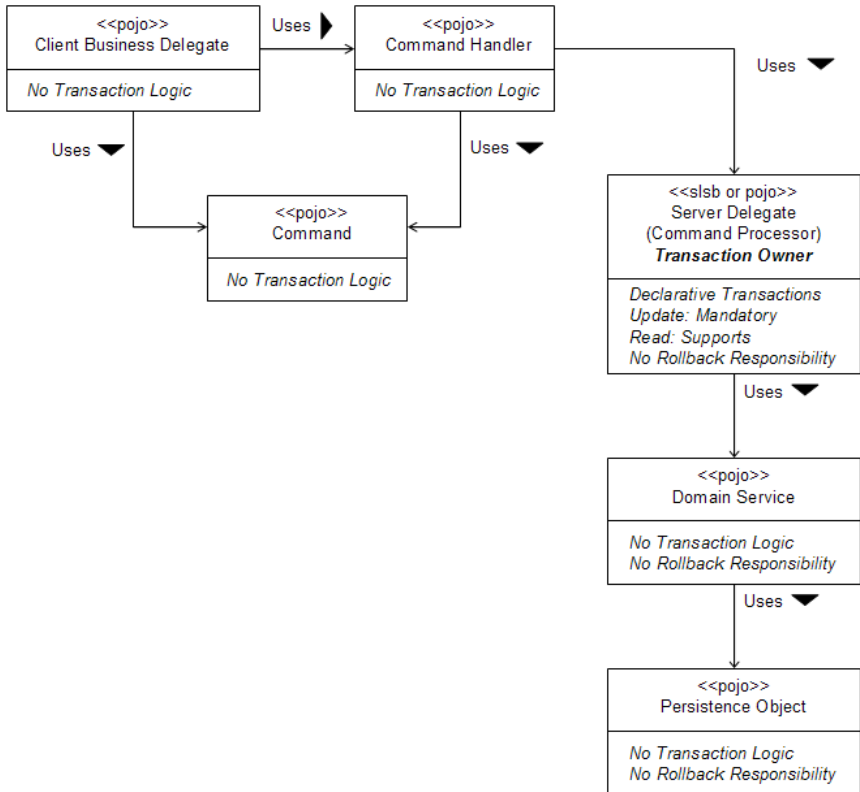 <<pojo>>
Client Business Delegate
No Transaction Logic
Uses
<<pojo>>
Command Handler
No Transaction Logic
Uses
Uses
Uses
<<pojo>>
Command
No Transaction Logic
<<slsb or pojo>>
Server Delegate
(Command Processor)
Transaction Owner
Declarative Transactions
Update: Mandatory
Read: Supports
No Rollback Responsibility
Uses
<<pojo>>
Domain Service
No Transaction Logic
No Rollback Responsibility
Uses
<<pojo>>
Persistence Object
No Transaction Logic
No Rollback Responsibility